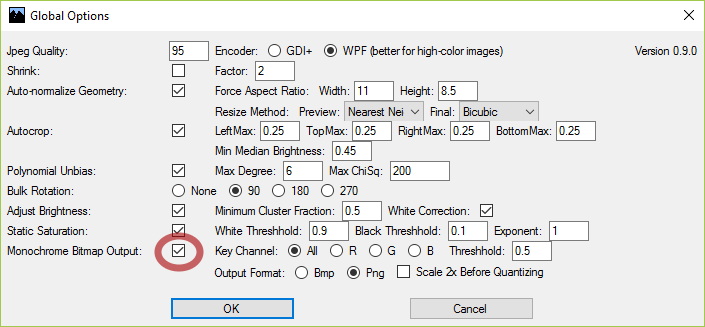 Global Options
Jpeg Quality: 95 Encoder: GDI+ WPF (better for high-color images) Version 0.9.0
Shrink: Factor: 2
Auto-normalize Geometry: Force Aspect Ratio: Width: 11 Height: 8.5
Resize Method: Preview: Nearest Nei Final: Bicubic
Autocrop: LeftMax: 0.25 TopMax: 0.25 RightMax: 0.25 BottomMax: 0.25
Min Median Brightness: 0.45
Polynomial Unbias: Max Degree: 6 Max ChiSq: 200
Bulk Rotation: None 90 180 270
Adjust Brightness: Minimum Cluster Fraction: 0.5 White Correction:
Static Saturation: White Threshhold: 0.9 Black Threshhold: 0.1 Exponent: 1
Monochrome Bitmap Output: Key Channel: All R G B Threshhold: 0.5
Output Format: Bmp Png Scale 2x Before Quantizing
OK Cancel